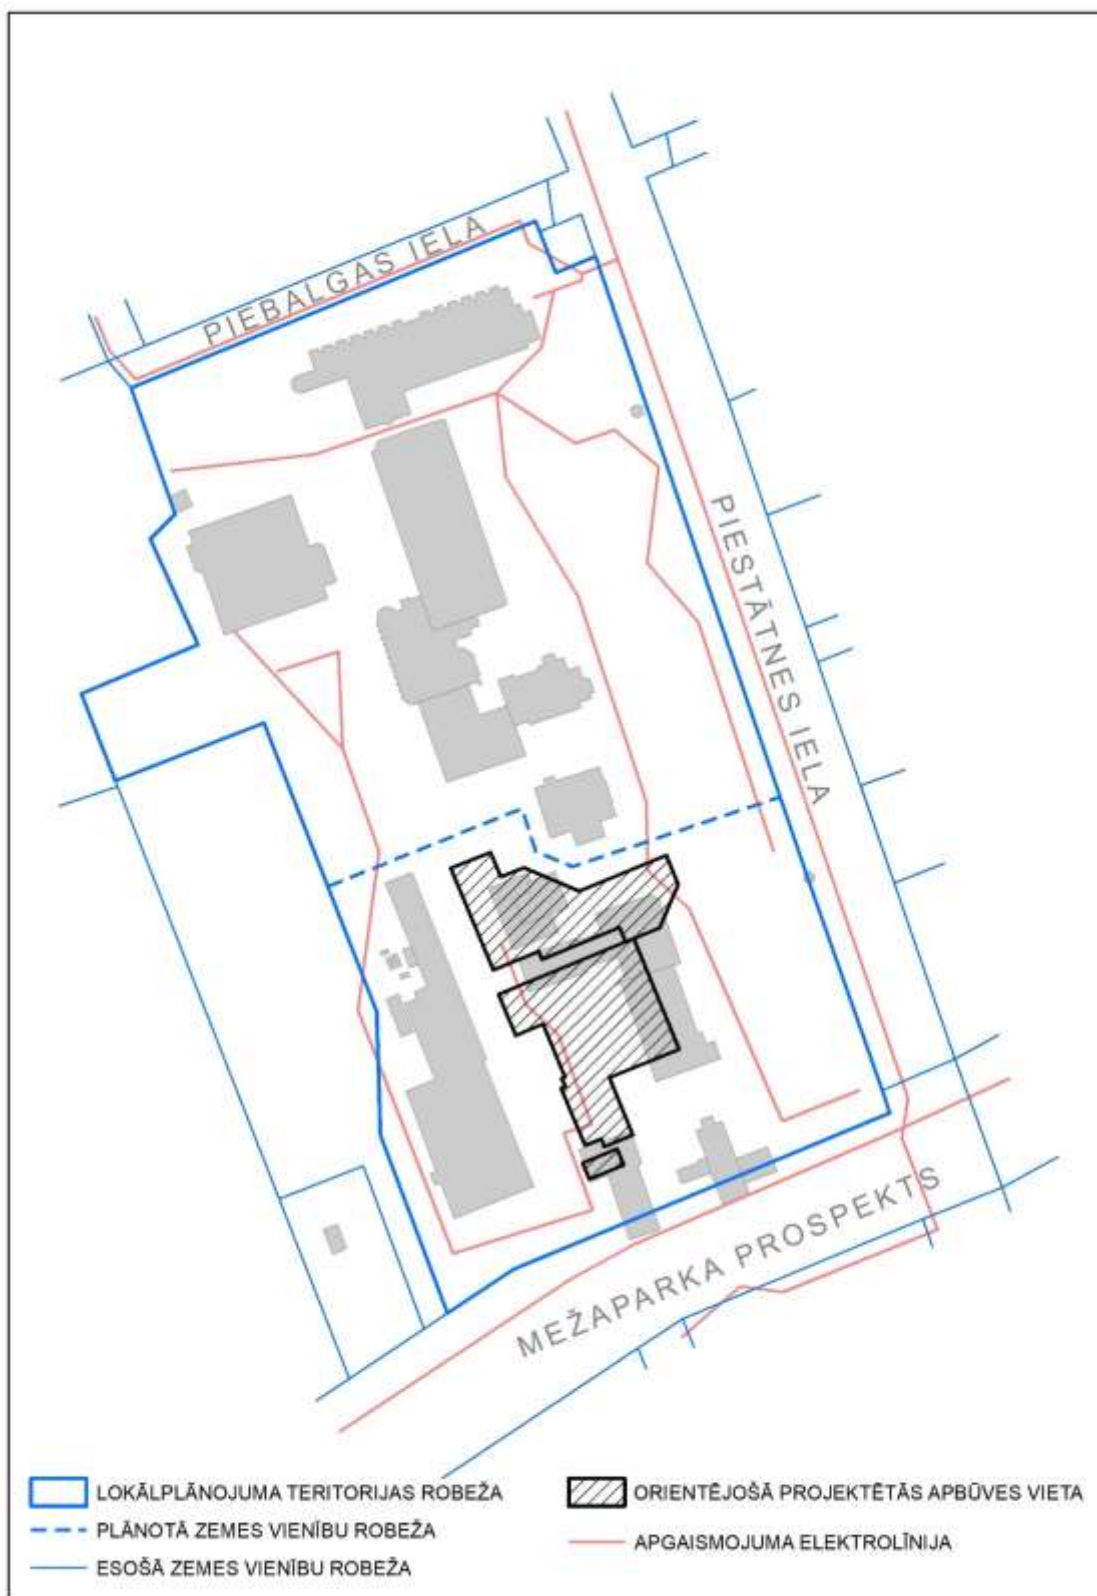 PIEBALGAS IELA
PIESTĀTNES IELA
MEŽAPARKA PROSPEKTS
LOKĀLPLĀNOJUMA TERITORIJAS ROBEŽA
PLĀNOTĀ ZEMES VIENĪBU ROBEŽA
ESOŠĀ ZEMES VIENĪBU ROBEŽA
ORIENTĒJOŠĀ PROJEKTĒTĀS APBŪVES VIETA
APGAISMOJUMA ELEKTROLĪNIJA